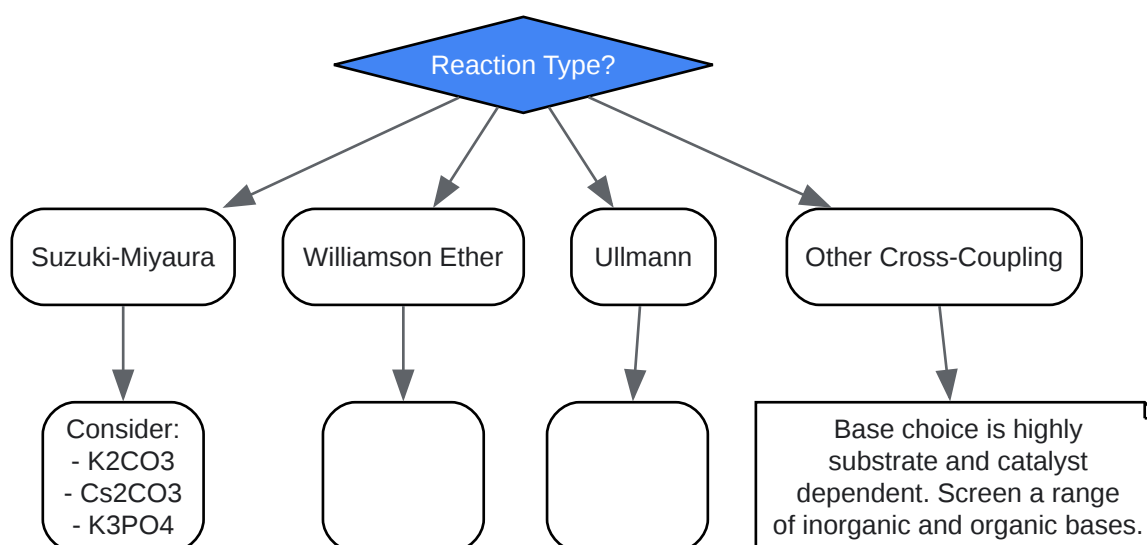 Reaction Type?
Suzuki-Miyaura
Williamson Ether
Ullmann
Other Cross-Coupling
Consider:
- K2CO3
- Cs2CO3
- K3PO4
Base choice is highly
substrate and catalyst
dependent. Screen a range
of inorganic and organic bases.